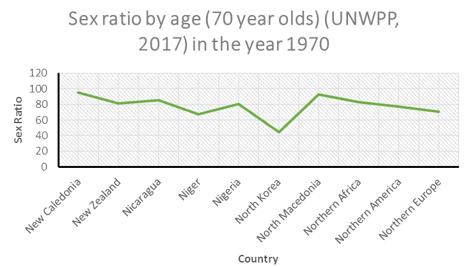 Sex ratio by age (70 year olds) (UNWPP,
2017) in the year 1970
120
100
80
60
40
20
0
Sex Ratio
New Caledonia
New Zealand
Nicaragua
Niger
Nigeria
North Korea
North Macedonia
Northern Africa
Northern America
Northern Europe
Country